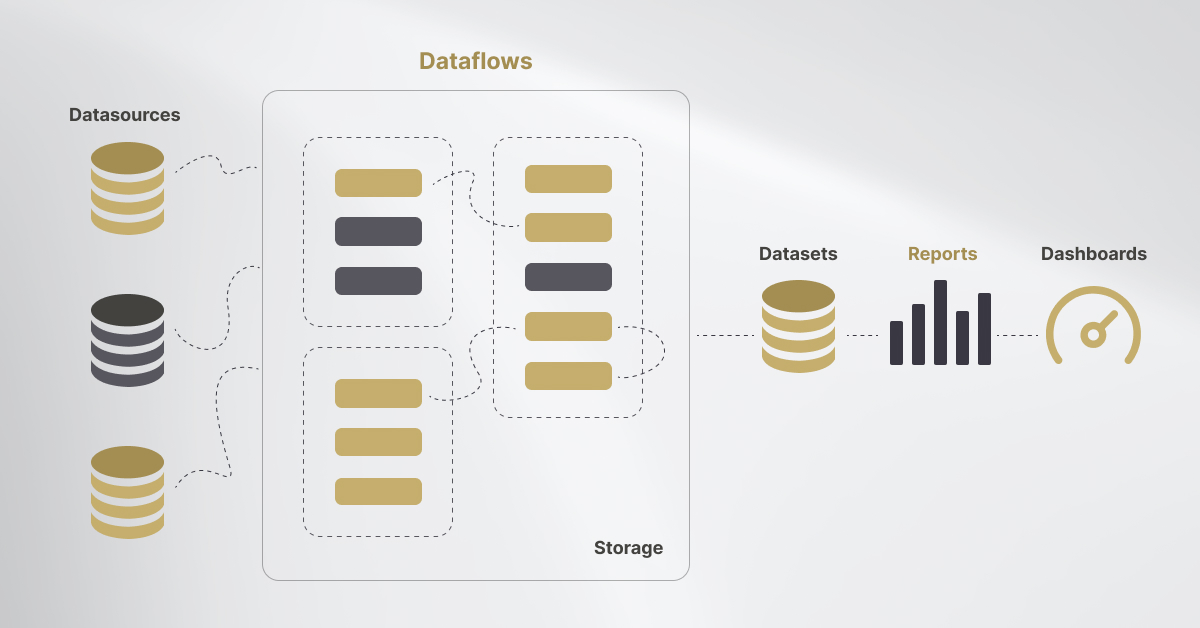 Dataflows
Datasources
Datasets
Reports
Dashboards
Storage